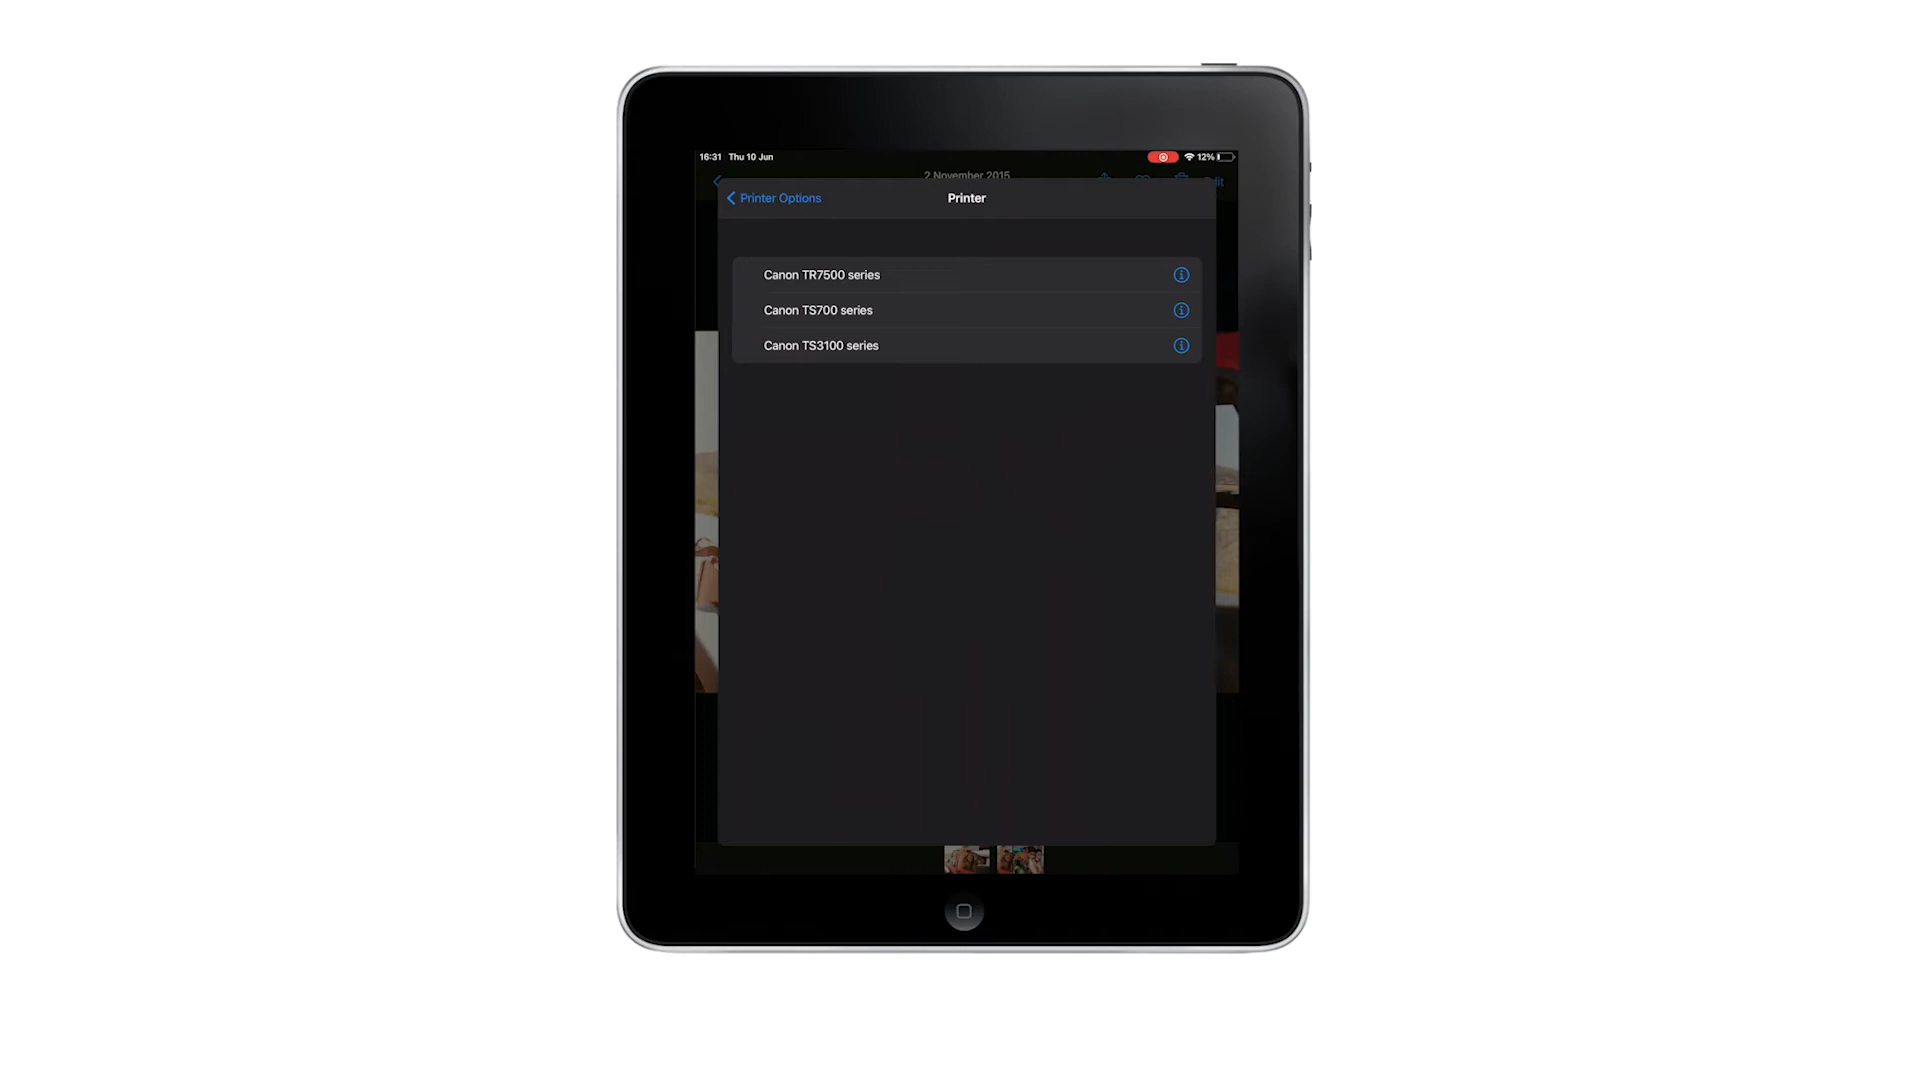 16:31 Thu 10 Jun 12%
2 November 2015
Printer Options Printer
Canon TR7500 series
Canon TS700 series
Canon TS3100 series